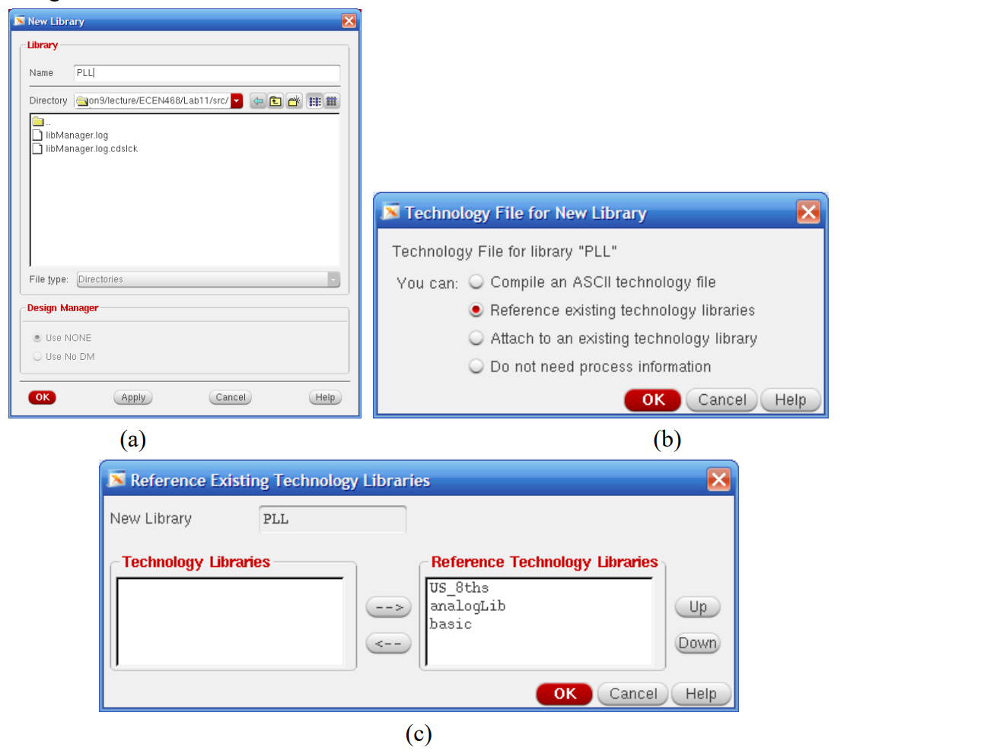 New Library
Library
Name PLL
Directory on9/lecture/ECEN468/Lab11/src/
..
libManager.log
libManager.log.cdslck
File type: Directories
Design Manager
Use NONE
Use No DM
OK Apply Cancel Help
(a)
Technology File for New Library
Technology File for library "PLL"
You can: Compile an ASCII technology file
Reference existing technology libraries
Attach to an existing technology library
Do not need process information
OK Cancel Help
(b)
Reference Existing Technology Libraries
New Library PLL
Technology Libraries
-->
<--
Reference Technology Libraries
US_8ths
analogLib
basic
Up
Down
OK Cancel Help
(c)